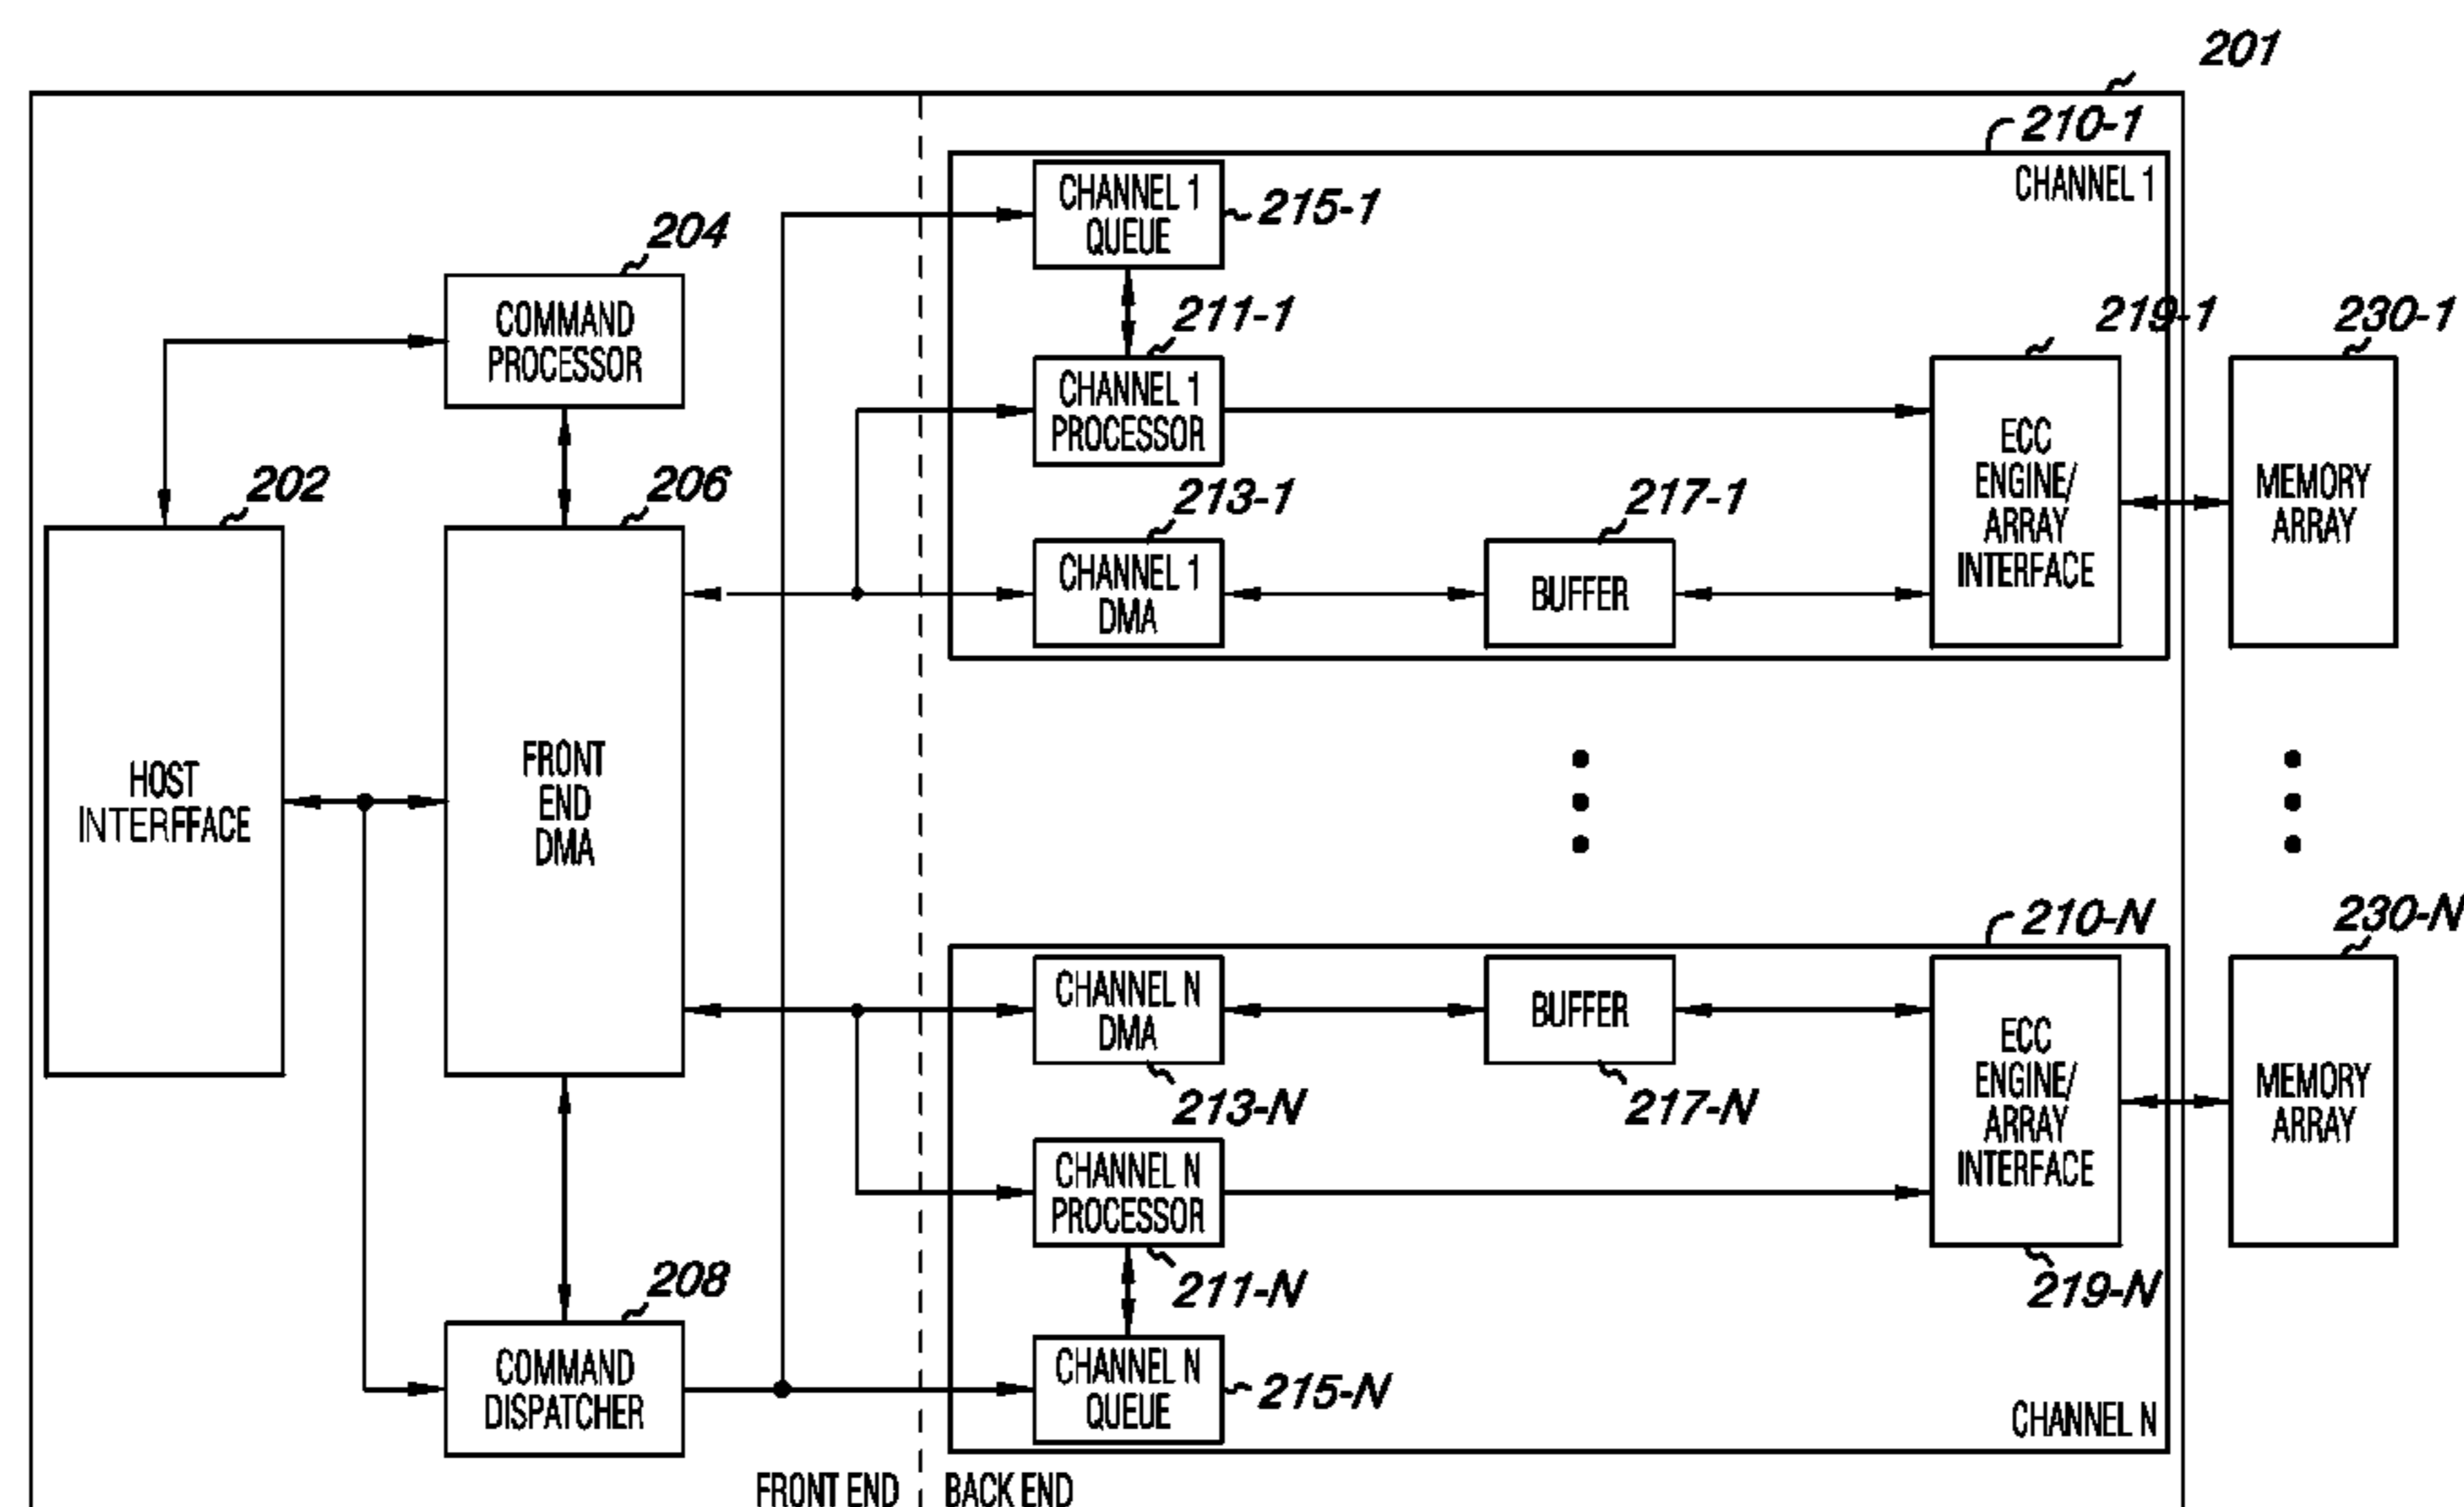 201
210-1
CHANNEL 1
CHANNEL 1
QUEUE
215-1
204
COMMAND
PROCESSOR
211-1
CHANNEL 1
PROCESSOR
219-1
ECC
ENGINE/
ARRAY
INTERFACE
230-1
MEMORY
ARRAY
202
HOST
INTERFFACE
206
FRONT
END
DMA
213-1
CHANNEL 1
DMA
217-1
BUFFER
210-N
230-N
CHANNEL N
DMA
213-N
BUFFER
217-N
ECC
ENGINE/
ARRAY
INTERFACE
219-N
MEMORY
ARRAY
CHANNEL N
PROCESSOR
211-N
208
COMMAND
DISPATCHER
CHANNEL N
QUEUE
215-N
CHANNEL N
FRONT END
BACK END